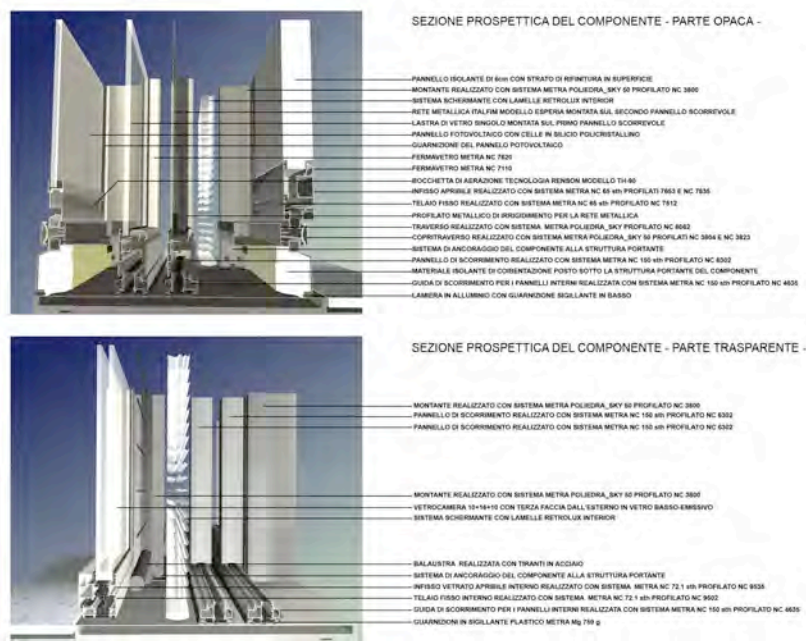 SEZIONE PROSPETTICA DEL COMPONENTE - PARTE OPACA -
PANNELLO ISOLANTE DI 6cm CON STRATO DI RIFINITURA IN SUPERFICIE
MONTANTE REALIZZATO CON SISTEMA METRA POLIEDRA_SKY 50 PROFILATO NC 3800
SISTEMA SCHERMANTE CON LAMELLE RETROLUX INTERIOR
RETE METALLICA ITALFIM MODELLO ESPERIA MONTATA SUL SECONDO PANNELLO SCORREVOLE
LASTRA DI VETRO SINGOLO MONTATA SUL PRIMO PANNELLO SCORREVOLE
PANNELLO FOTOVOLTAICO CON CELLE IN SILICIO POLICRISTALLINO
GUARNIZIONE DEL PANNELO POTOVOLTAICO
FERMAVETRO METRA NC 7620
FERMAVETRO METRA NC 7110
BOCCHETTA DI AERAZIONE TECNOLOGIA RENSON MODELLO TH-90
INFISSO APRIBILE REALIZZATO CON SISTEMA METRA NC 65 sth PROFILATI 7653 E NC 7635
TELAIO FISSO REALIZZATO CON SISTEMA METRA NC 65 sth PROFILATO NC 7512
PROFILATO METALLICO DI IRRIGIDIMENTO PER LA RETE METALLICA
TRAVERSO REALIZZATO CON SISTEMA METRA POLIEDRA_SKY PROFILATO NC 8082
COPRITRAVERSO REALIZZATO CON SISTEMA METRA POLIEDRA_SKY 50 PROFILATI NC 3904 E NC 3823
SISTEMA DI ANCORAGGIO DEL COMPONENTE ALLA STRUTTURA PORTANTE
PANNELLO DI SCORRIMENTO REALIZZATO CON SISTEMA METRA NC 150 sth PROFILATO NC 6302
MATERIALE ISOLANTE DI COIBENTAZIONE POSTO SOTTO LA STRUTTURA PORTANTE DEL COMPONENTE
GUIDA DI SCORRIMENTO PER I PANNELLI INTERNI REALIZZATA CON SISTEMA METRA NC 150 sth PROFILATO NC 4635
LAMIERA IN ALLUMINIO CON GUARNIZIONE SIGILLANTE IN BASSO
SEZIONE PROSPETTICA DEL COMPONENTE - PARTE TRASPARENTE -
MONTANTE REALIZZATO CON SISTEMA METRA POLIEDRA_SKY 50 PROFILATO NC 3800
PANNELLO DI SCORRIMENTO REALIZZATO CON SISTEMA METRA NC 150 sth PROFILATO NC 6302
PANNELLO DI SCORRIMENTO REALIZZATO CON SISTEMA METRA NC 150 sth PROFILATO NC 6302
MONTANTE REALIZZATO CON SISTEMA METRA POLIEDRA_SKY 50 PROFILATO NC 3800
VETROCAMERA 10+16+10 CON TERZA FACCIA DALL'ESTERNO IN VETRO BASSO-EMISSIVO
SISTEMA SCHERMANTE CON LAMELLE RETROLUX INTERIOR
BALAUSTRA REALIZZATA CON TIRANTI IN ACCIAIO
SISTEMA DI ANCORAGGIO DEL COMPONENTE ALLA STRUTTURA PORTANTE
INFISSO VETRATO APRIBILE INTERNO REALIZZATO CON SISTEMA METRA NC 72.1 sth PROFILATO NC 9535
TELAIO FISSO INTERNO REALIZZATO CON SISTEMA METRA NC 72.1 sth PROFILATO NC 9502
GUIDA DI SCORRIMENTO PER I PANNELLI INTERNI REALIZZATA CON SISTEMA METRA NC 150 sth PROFILATO NC 4635
GUARNIZIONI IN SIGILLANTE PLASTICO METRA Mg 750 g